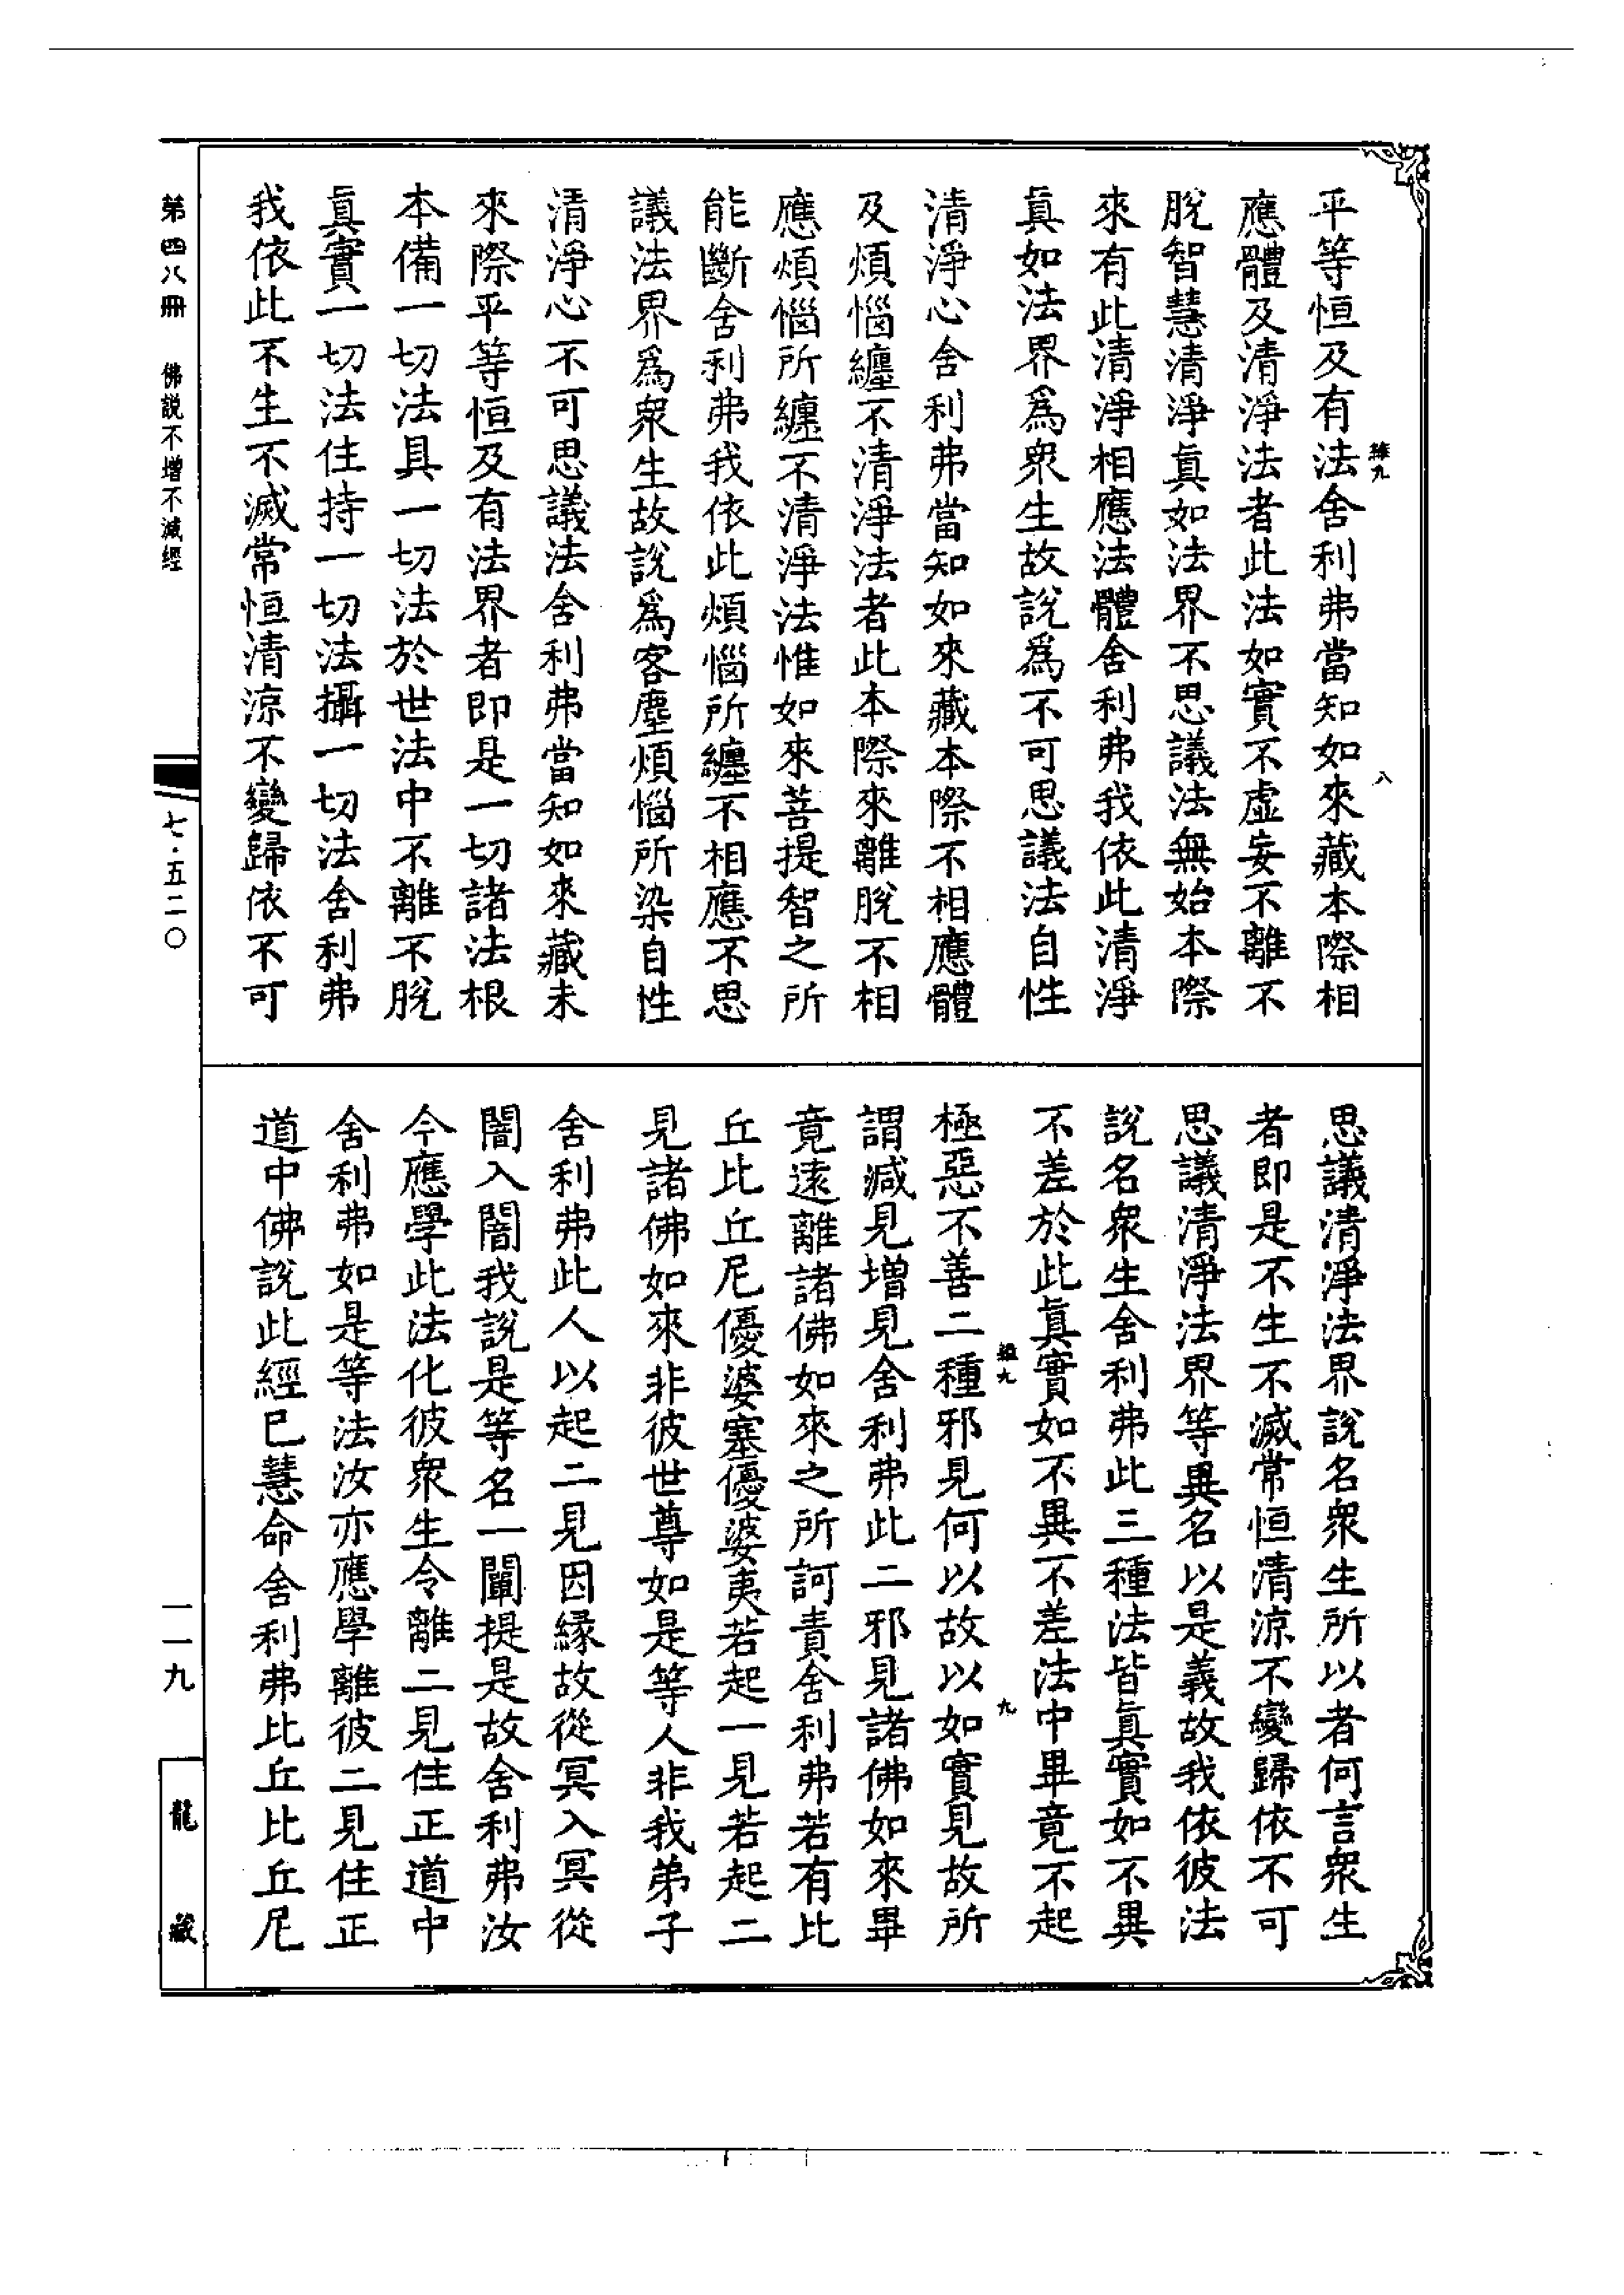 平等恒及有法舍利弗當知如來藏本際相
應體及清淨法者此法如實不虛妄不離不
脫智慧清淨眞如法界不思議法無始本際
來有此清淨相應法體舍利弗我依此清淨
眞如法界爲衆生故說爲不可思議法自性
清淨心舍利弗當知如來藏本際不相應體
及煩惱纏不清淨法者此本際來離脫不相
應煩惱所纏不清淨法惟如來菩提智之所
能斷舍利弗我依此煩惱所纏不相應不思
議法界爲衆生故說爲客塵煩惱所染自性
清淨心不可思議法舍利弗當知如來藏未
來際平等恒及有法界者即是一切諸法根
本備一切法具一切法於世法中不離不脫
眞實一切法住持一切法攝一切法舍利弗
我依此不生不滅常恒清涼不變歸依不可
思議清淨法界說名衆生所以者何言衆生
者即是不生不滅常恒清涼不變歸依不可
思議清淨法界等異名以是義故我依彼法
說名衆生舍利弗此三種法皆眞實如不異
不差於此眞實如不異不差法中畢竟不起
極惡不善二種邪見何以故以如實見故所
謂減見增見舍利弗此二邪見諸佛如來畢
竟遠離諸佛如來之所訶責舍利弗若有比
丘比丘尼優婆塞優婆夷若起一見若起二
見諸佛如來非彼世尊如是等人非我弟子
舍利弗此人以起二見因緣故從冥入冥從
闇入闇我說是等名一闡提是故舍利弗汝
今應學此法化彼衆生令離二見住正道中
舍利弗如是等法汝亦應學離彼二見住正
道中佛說此經已慧命舍利弗比丘比丘尼
第四八冊 佛說不增不減經
七·五二〇
一一九
龍藏
八
九